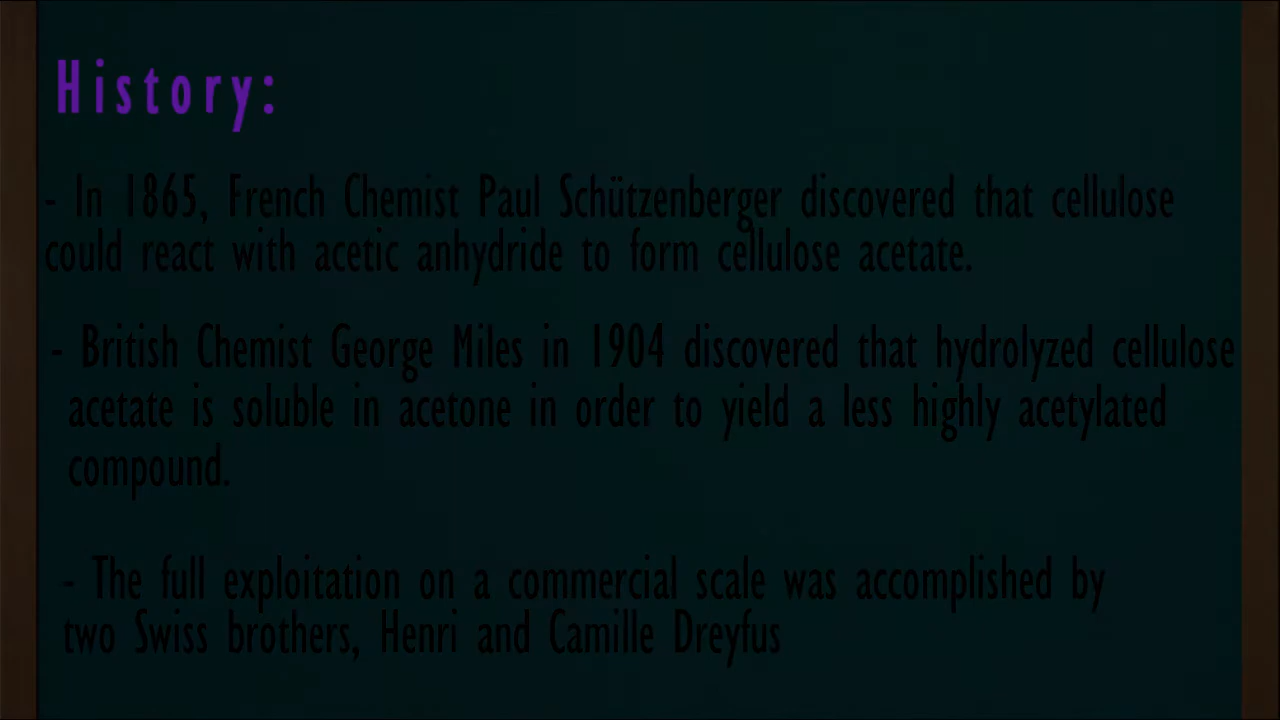 History:
- In 1865, French Chemist Paul Schützenberger discovered that cellulose
could react with acetic anhydride to form cellulose acetate.
- British Chemist George Miles in 1904 discovered that hydrolyzed cellulose
acetate is soluble in acetone in order to yield a less highly acetylated
compound.
- The full exploitation on a commercial scale was accomplished by
two Swiss brothers, Henri and Camille Dreyfus